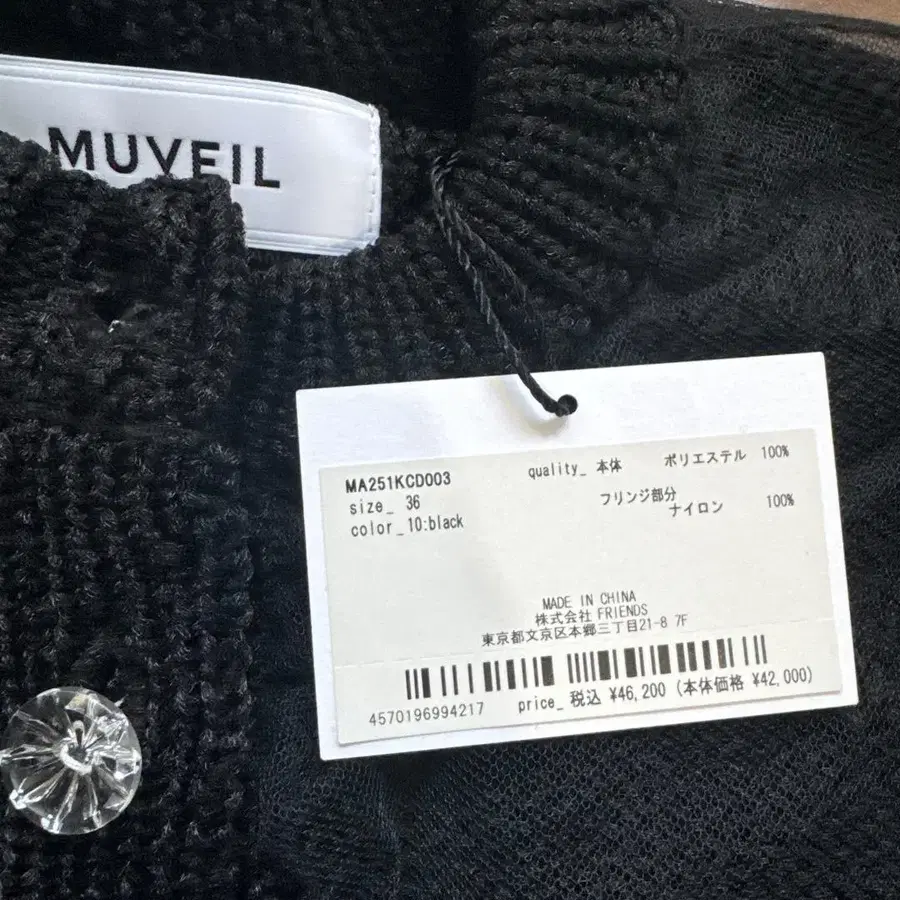 MUVEIL
MA251KCD003
size_ 36
color_10:black
quality_ 本体 ポリエステル 100%
フリンジ部分
ナイロン 100%
MADE IN CHINA
株式会社 FRIENDS
東京都文京区本郷三丁目21-8 7F
4570196994217
price_ 税込 ¥46,200 (本体価格 ¥42,000)